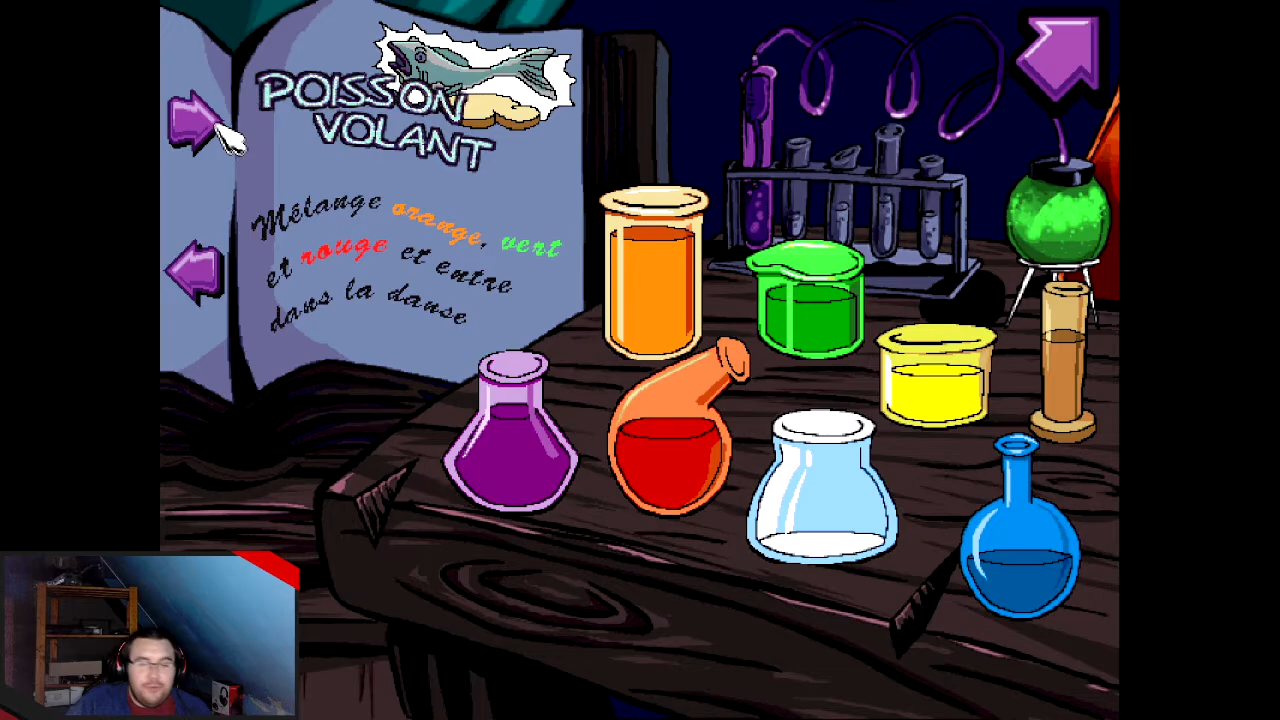 POISSON
VOLANT
Mélange orange, vert
et rouge et entre
dans la danse